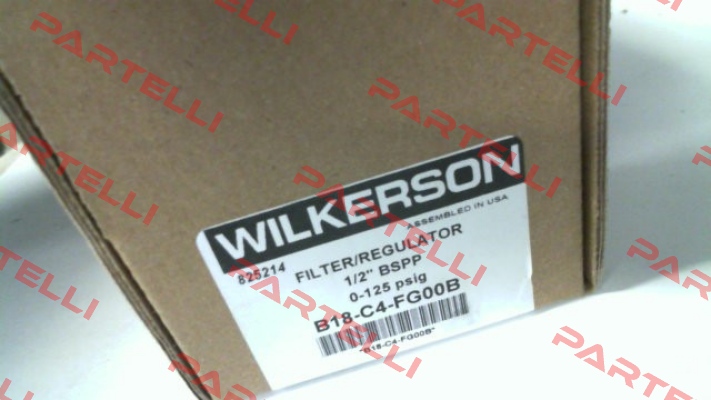 WILKERSON
ASSEMBLED IN USA
825214
FILTER/REGULATOR
1/2" BSPP
0-125 psig
B18-C4-FG00B
"B18-C4-FG00B"
PARTELLI
PARTELLI
PARTELLI
PARTELLI
PARTELLI
PARTELLI
PARTELLI
PARTELLI
PARTELLI